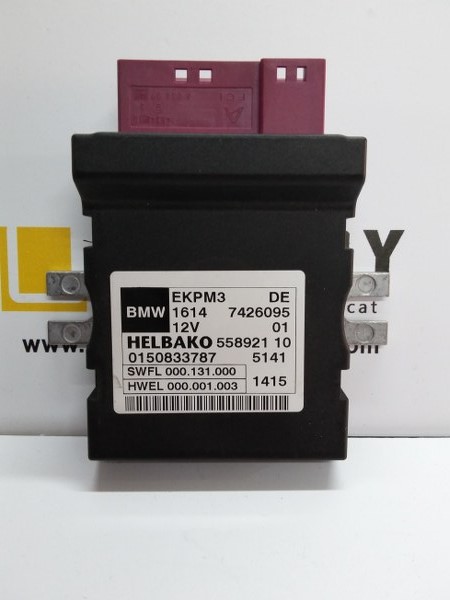 EKPM3 DE
BMW 1614 7426095
12V 01
HELBAKO 558921 10
0150833787 5141
SWFL 000.131.000
HWEL 000.001.003 1415
Y
cat